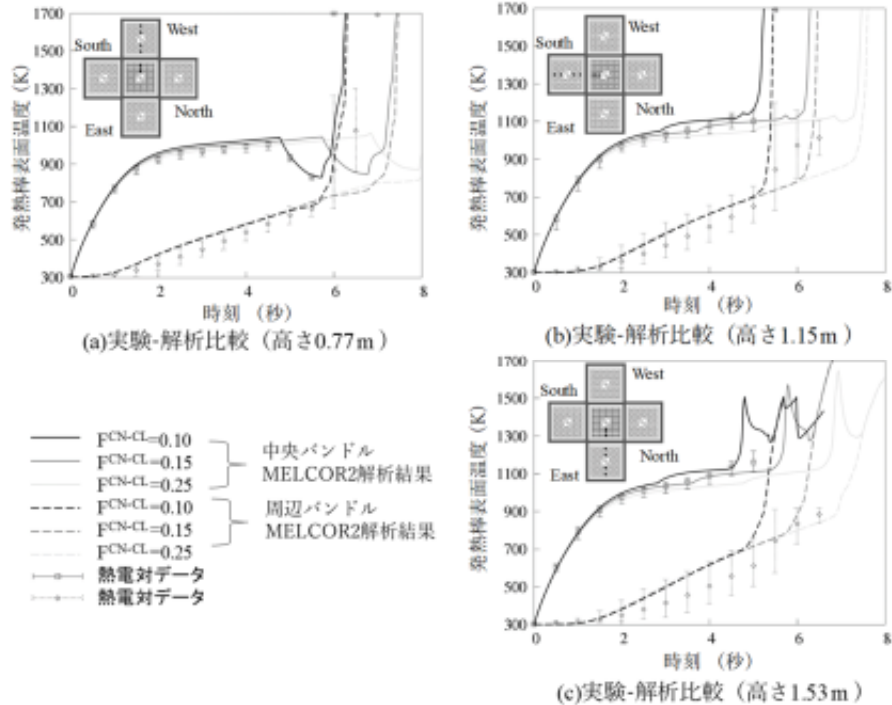 1700
1500
1300
1100
900
700
500
300
発熱棒表面温度 (K)
South
West
East
North
0 2 4 6 8
時刻 (秒)
(a)実験-解析比較(高さ0.77m)
1700
1500
1300
1100
900
700
500
300
発熱棒表面温度 (K)
South
West
East
North
0 2 4 6 8
時刻 (秒)
(b)実験-解析比較(高さ1.15m)
F^CN-CL=0.10
F^CN-CL=0.15
F^CN-CL=0.25
中央バンドル
MELCOR2解析結果
F^CN-CL=0.10
F^CN-CL=0.15
F^CN-CL=0.25
周辺バンドル
MELCOR2解析結果
熱電対データ
熱電対データ
1700
1500
1300
1100
900
700
500
300
発熱棒表面温度 (K)
South
West
East
North
0 2 4 6 8
時刻 (秒)
(c)実験-解析比較(高さ1.53m)